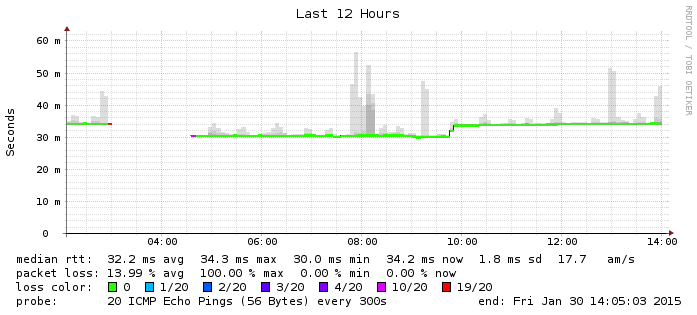 Last 12 Hours
RRDTOOL / TOBI OETIKER
Seconds
60 m
50 m
40 m
30 m
20 m
10 m
0
04:00 06:00 08:00 10:00 12:00 14:00
median rtt: 32.2 ms avg 34.3 ms max 30.0 ms min 34.2 ms now 1.8 ms sd 17.7 am/s
packet loss: 13.99 % avg 100.00 % max 0.00 % min 0.00 % now
loss color: 0 1/20 2/20 3/20 4/20 10/20 19/20
probe: 20 ICMP Echo Pings (56 Bytes) every 300s end: Fri Jan 30 14:05:03 2015